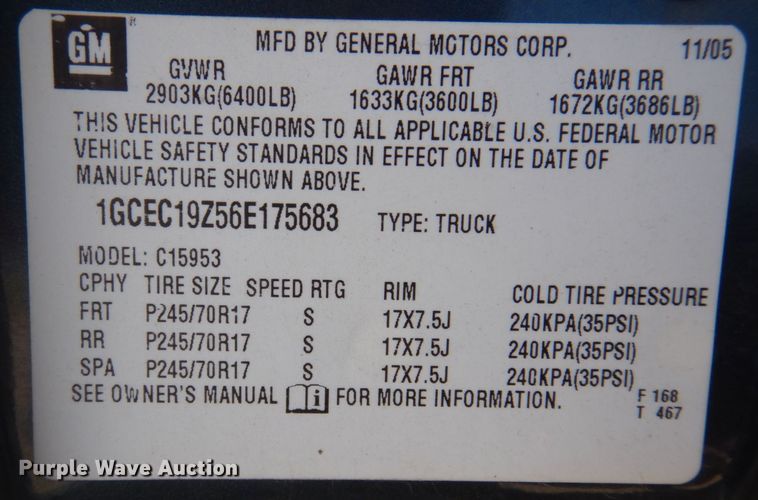 GM ®
MFD BY GENERAL MOTORS CORP. 11/05
GVWR GAWR FRT GAWR RR
2903KG(6400LB) 1633KG(3600LB) 1672KG(3686LB)
THIS VEHICLE CONFORMS TO ALL APPLICABLE U.S. FEDERAL MOTOR
VEHICLE SAFETY STANDARDS IN EFFECT ON THE DATE OF
MANUFACTURE SHOWN ABOVE.
1GCEC19Z56E175683 TYPE: TRUCK
MODEL: C15953
CPHY TIRE SIZE SPEED RTG RIM COLD TIRE PRESSURE
FRT P245/70R17 S 17X7.5J 240KPA(35PSI)
RR P245/70R17 S 17X7.5J 240KPA(35PSI)
SPA P245/70R17 S 17X7.5J 240KPA(35PSI)
SEE OWNER'S MANUAL i FOR MORE INFORMATION. F 168
T 467
Purple Wave Auction